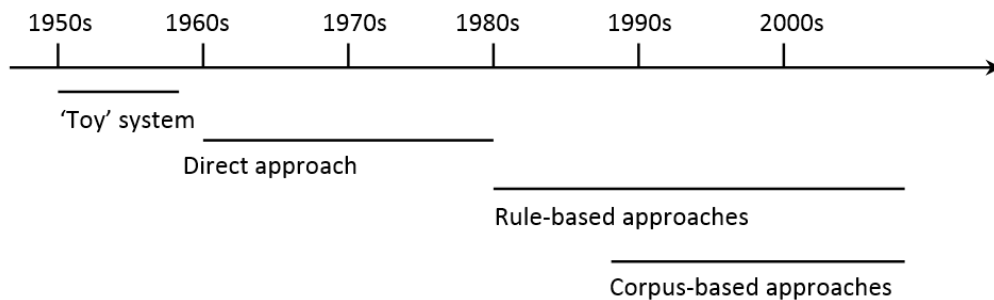 1950s 1960s 1970s 1980s 1990s 2000s
‘Toy’ system
Direct approach
Rule-based approaches
Corpus-based approaches